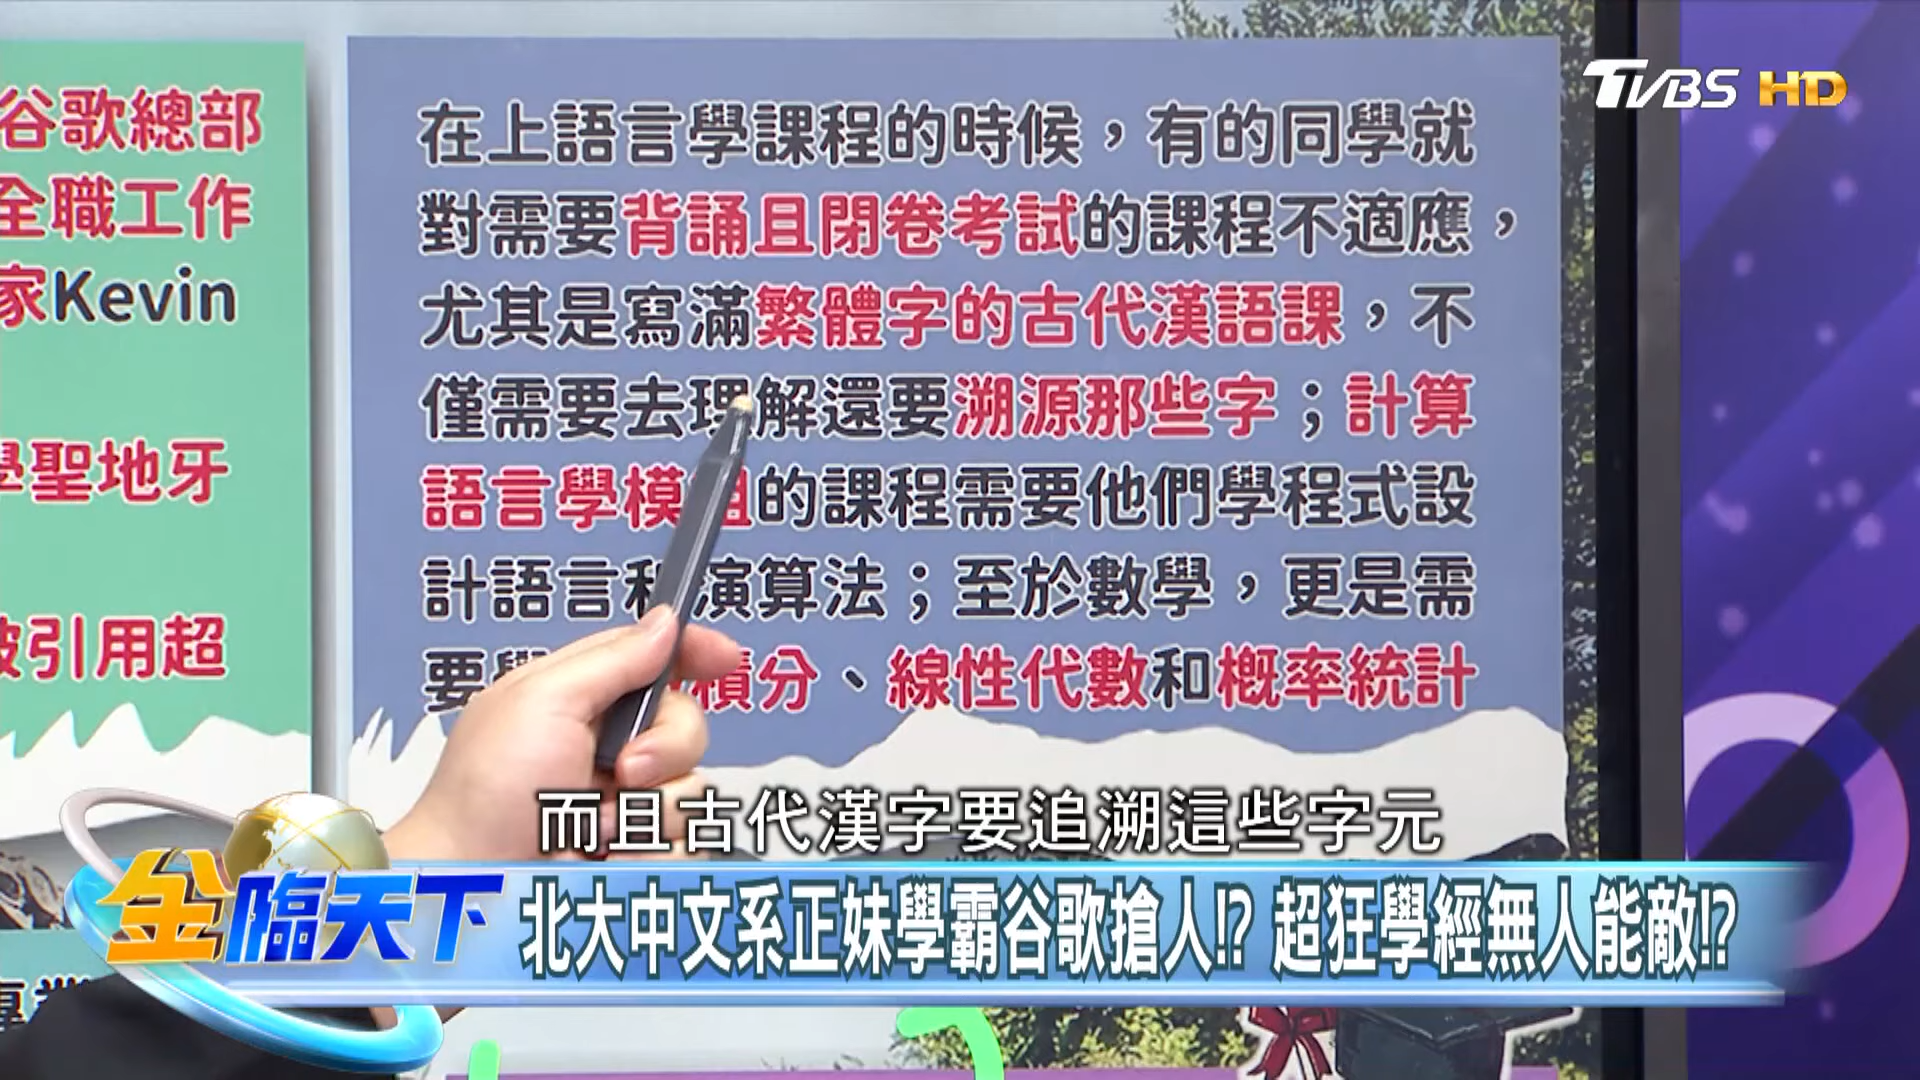 谷歌總部
全職工作
家Kevin
學聖地牙
被引用超
在上語言學課程的時候，有的同學就
對需要背誦且閉卷考試的課程不適應，
尤其是寫滿繁體字的古代漢語課，不
僅需要去理解還要溯源那些字；計算
語言學模組的課程需要他們學程式設
計語言和演算法；至於數學，更是需
要學 積分、線性代數和概率統計
TVBS HD
而且古代漢字要追溯這些字元
金臨天下
北大中文系正妹學霸谷歌搶人!? 超狂學經無人能敵!?